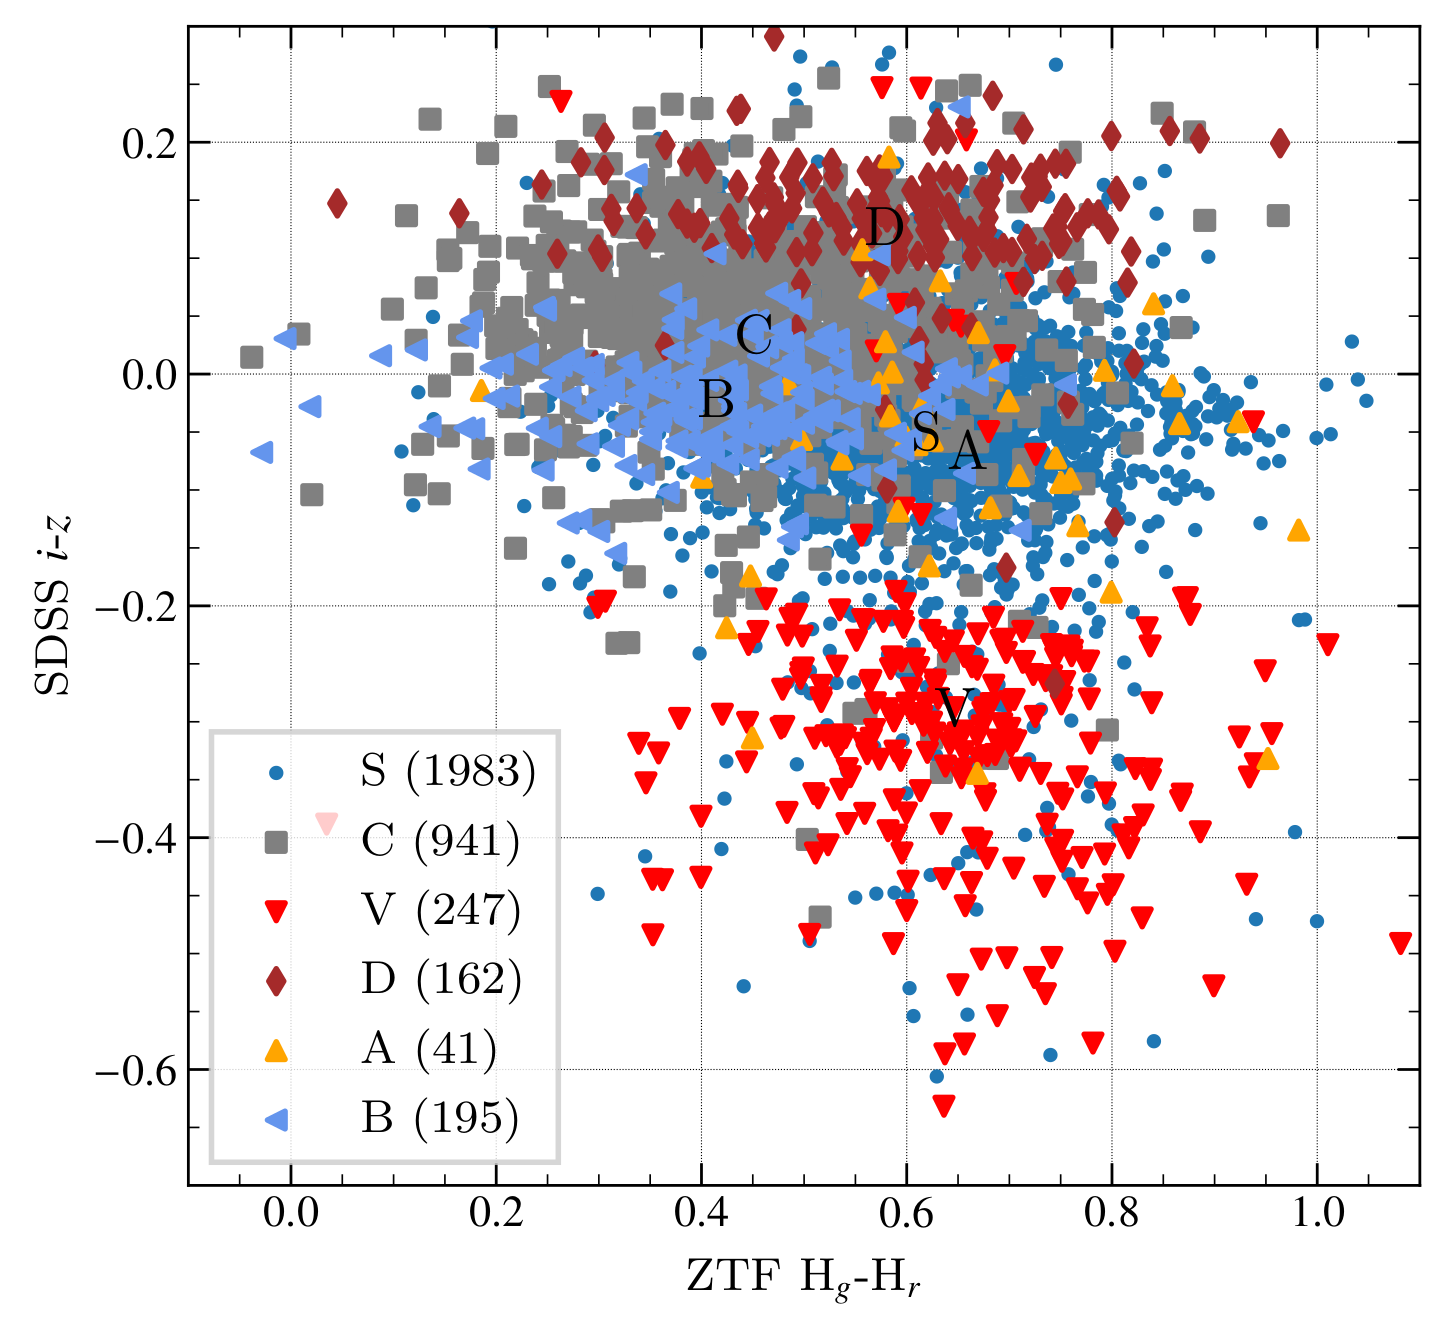 0.2
0.0
−0.2
−0.4
−0.6
SDSS i-z
D
C
B
S
A
V
S (1983)
C (941)
V (247)
D (162)
A (41)
B (195)
0.0 0.2 0.4 0.6 0.8 1.0
ZTF Hg-Hr